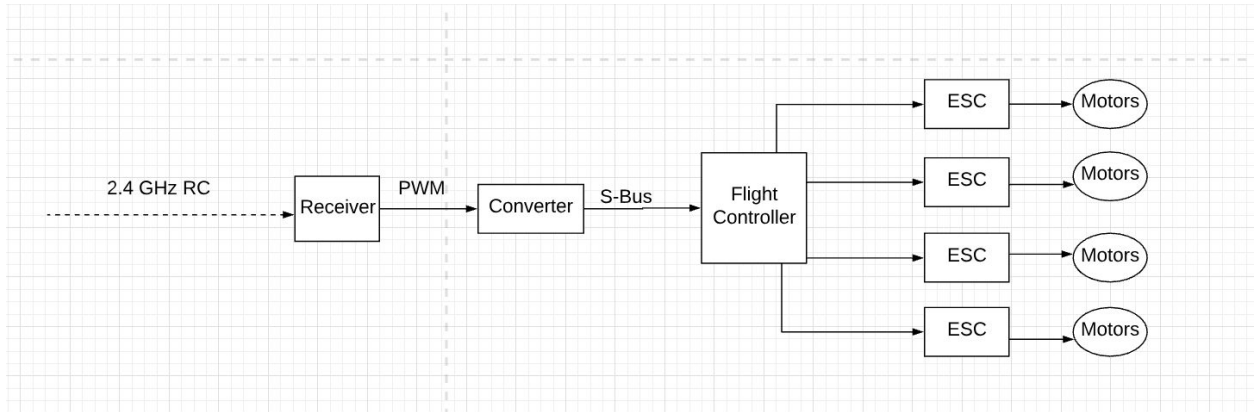 2.4 GHz RC
Receiver
PWM
Converter
S-Bus
Flight
Controller
ESC
Motors
ESC
Motors
ESC
Motors
ESC
Motors